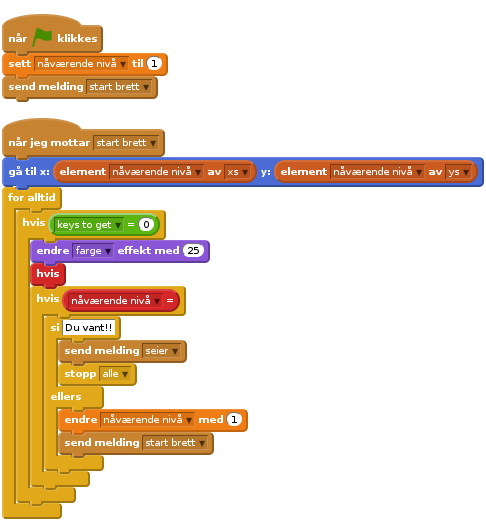 når klikkes
sett nåværende nivå til 1
send melding start brett
når jeg mottar start brett
gå til x: element nåværende nivå av xs y: element nåværende nivå av ys
for alltid
hvis keys to get = 0
endre farge effekt med 25
hvis
hvis nåværende nivå =
si Du vant!!
send melding seier
stopp alle
ellers
endre nåværende nivå med 1
send melding start brett